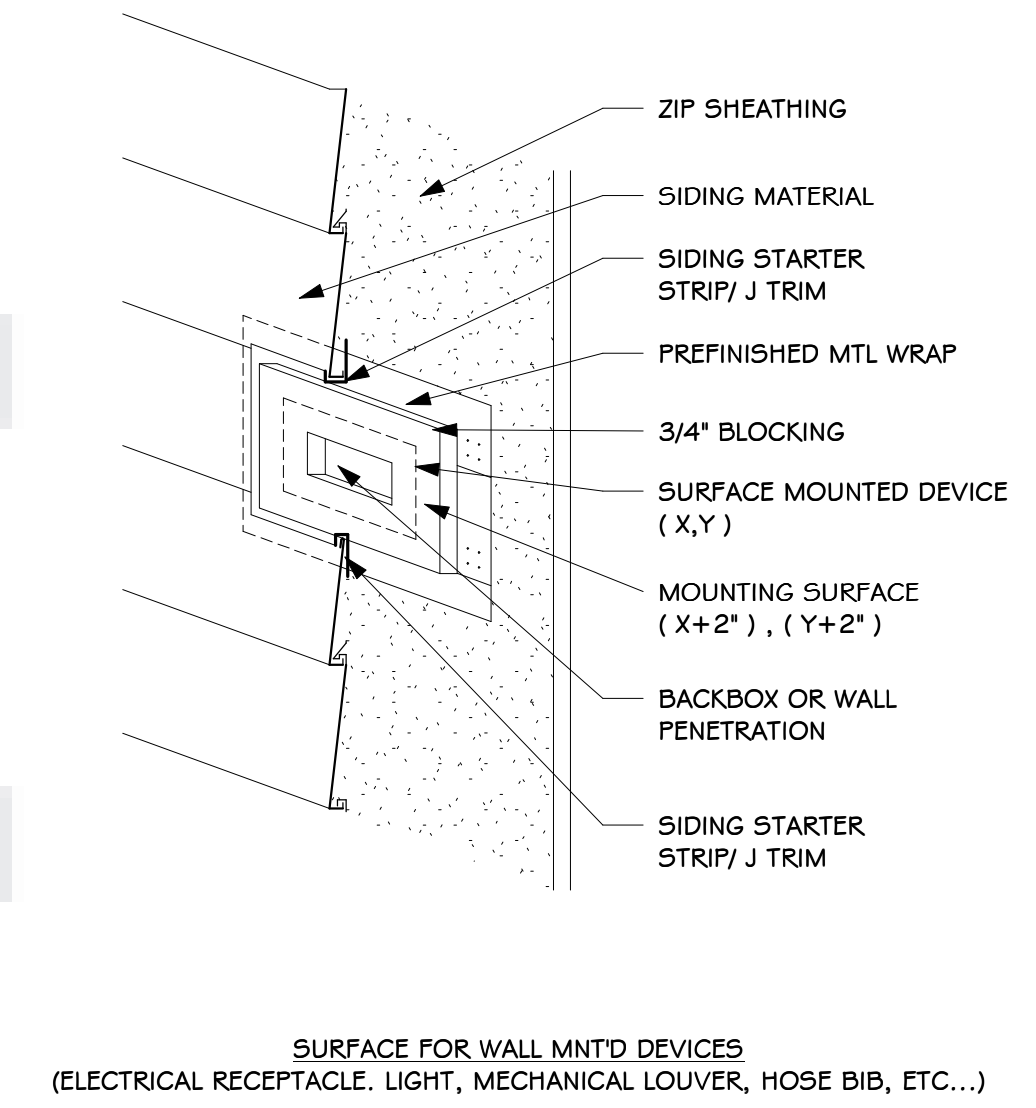 ZIP SHEATHING
SIDING MATERIAL
SIDING STARTER
STRIP/ J TRIM
PREFINISHED MTL WRAP
3/4" BLOCKING
SURFACE MOUNTED DEVICE
( X,Y )
MOUNTING SURFACE
( X+2" ) , ( Y+2" )
BACKBOX OR WALL
PENETRATION
SIDING STARTER
STRIP/ J TRIM
SURFACE FOR WALL MNT'D DEVICES
(ELECTRICAL RECEPTACLE. LIGHT, MECHANICAL LOUVER, HOSE BIB, ETC...)